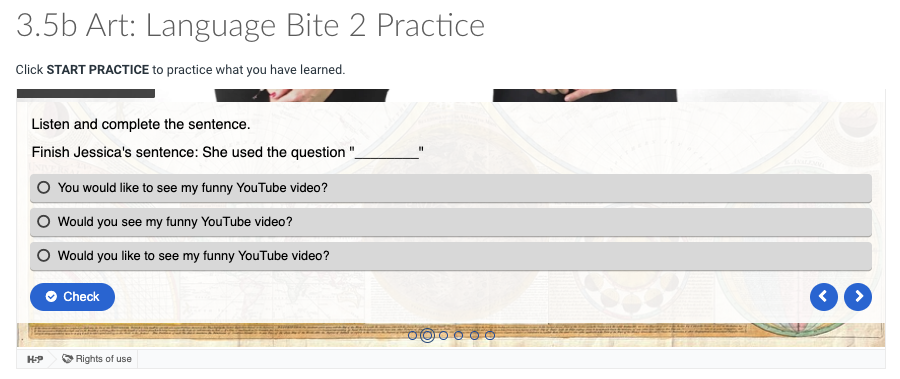 3.5b Art: Language Bite 2 Practice
Click START PRACTICE to practice what you have learned.
Listen and complete the sentence.
Finish Jessica's sentence: She used the question "________"
You would like to see my funny YouTube video?
Would you see my funny YouTube video?
Would you like to see my funny YouTube video?
Check
H5P Rights of use